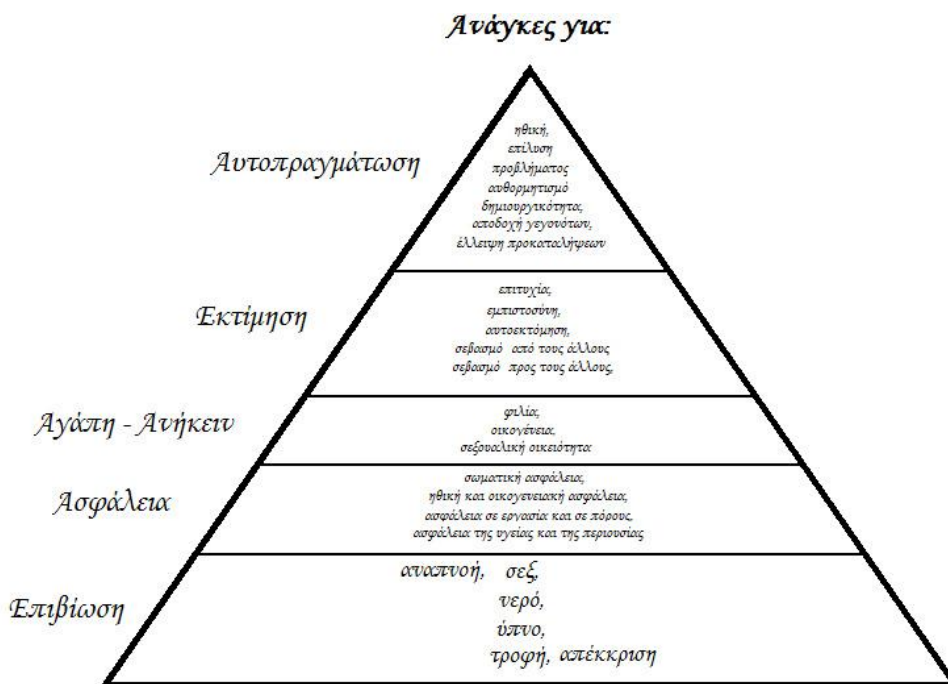 Ανάγκες για:
Αυτοπραγμάτωση
ηθική,
επίλυση
προβλήματος
αυθορμητισμό
δημιουργικότητα,
αποδοχή γεγονότων,
έλλειψη προκαταλήψεων
Εκτίμηση
επιτυχία,
εμπιστοσύνη,
αυτοεκτόμηση,
σεβασμό από τους άλλους
σεβασμό προς τους άλλους,
Αγάπη - Ανήκειν
φιλία,
οικογένεια,
σεξουαλική οικειότητα
Ασφάλεια
σωματική ασφάλεια,
ηθική και οικογενειακή ασφάλεια,
ασφάλεια σε εργασία και σε πόρους,
ασφάλεια της υγείας και της περιουσίας
Επιβίωση
αναπνοή, σεξ,
νερό,
ύπνο,
τροφή, απέκκριση